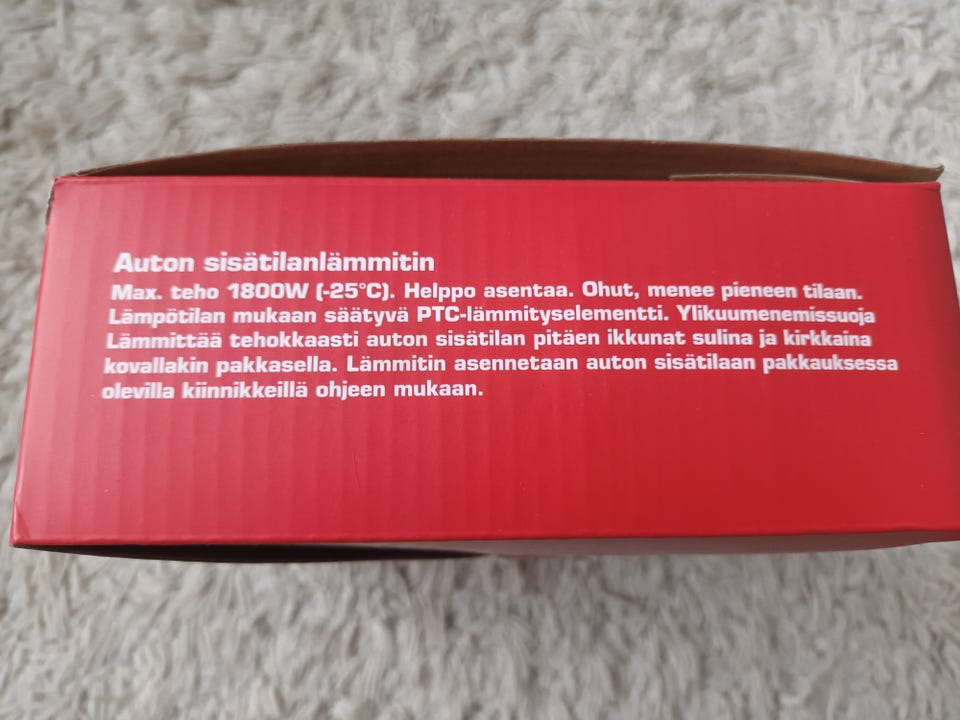 Auton sisätilanlämmitin
Max. teho 1800W (-25°C). Helppo asentaa. Ohut, menee pieneen tilaan.
Lämpötilan mukaan säätyvä PTC-lämmityselementti. Ylikuumenemissuoja
Lämmittää tehokkaasti auton sisätilan pitäen ikkunat sulina ja kirkkaina
kovallakin pakkasella. Lämmitin asennetaan auton sisätilaan pakkauksessa
olevilla kiinnikkeillä ohjeen mukaan.